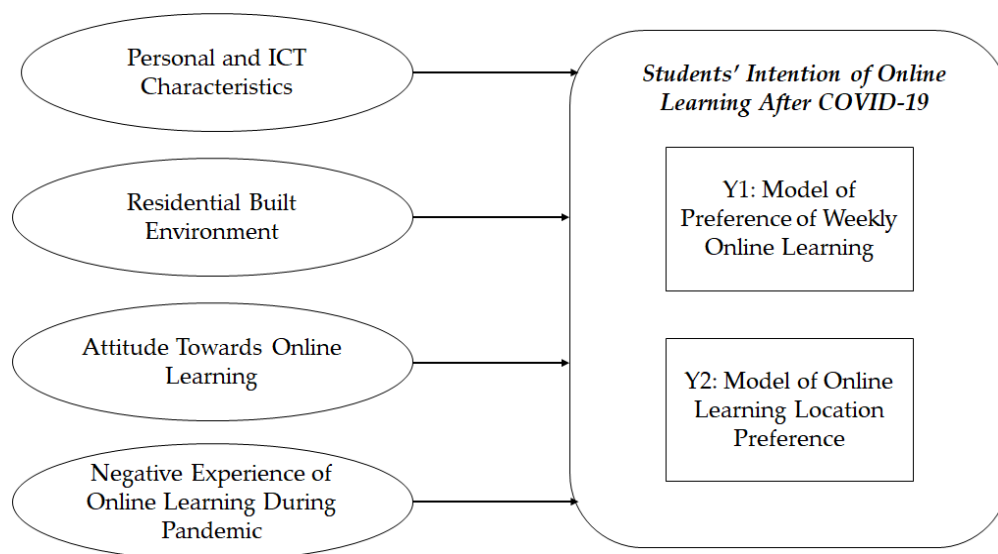 Personal and ICT
Characteristics
Residential Built
Environment
Attitude Towards Online
Learning
Negative Experience of
Online Learning During
Pandemic
Students' Intention of Online
Learning After COVID-19
Y1: Model of
Preference of Weekly
Online Learning
Y2: Model of Online
Learning Location
Preference